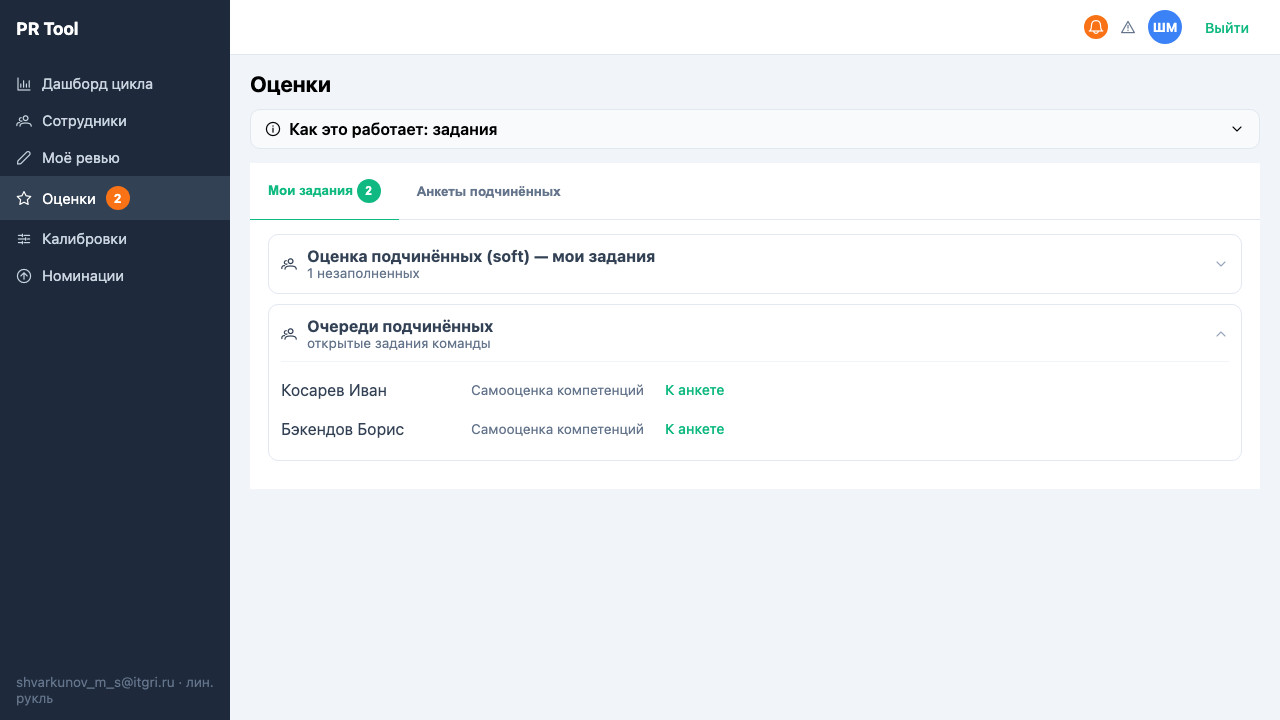 PR Tool
Дашборд цикла
Сотрудники
Моё ревью
Оценки 2
Калибровки
Номинации
shvarkunov_m_s@itgri.ru · лин.
рукль
ШМ
Выйти
Оценки
Как это работает: задания
Мои задания 2
Анкеты подчинённых
Оценка подчинённых (soft) — мои задания
1 незаполненных
Очереди подчинённых
открытые задания команды
Косарев Иван Самооценка компетенций К анкете
Бэкендов Борис Самооценка компетенций К анкете